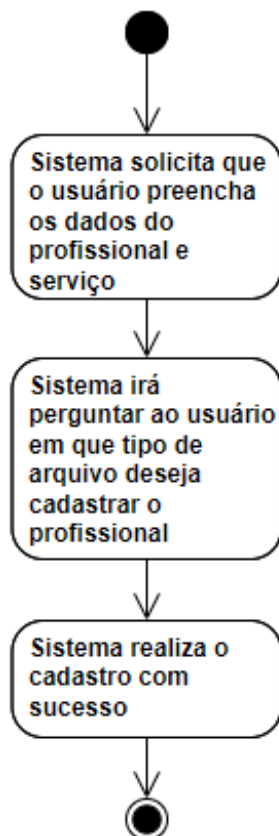 Sistema solicita que
o usuário preencha
os dados do
profissional e
serviço
Sistema irá
perguntar ao usuário
em que tipo de
arquivo deseja
cadastrar o
profissional
Sistema realiza o
cadastro com
sucesso